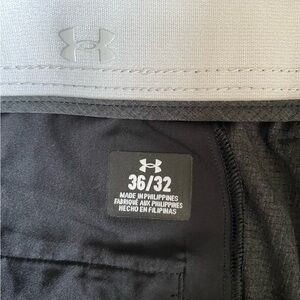 36/32
MADE IN PHILIPPINES
FABRIQUÉ AUX PHILIPPINES
HECHO EN FILIPINAS